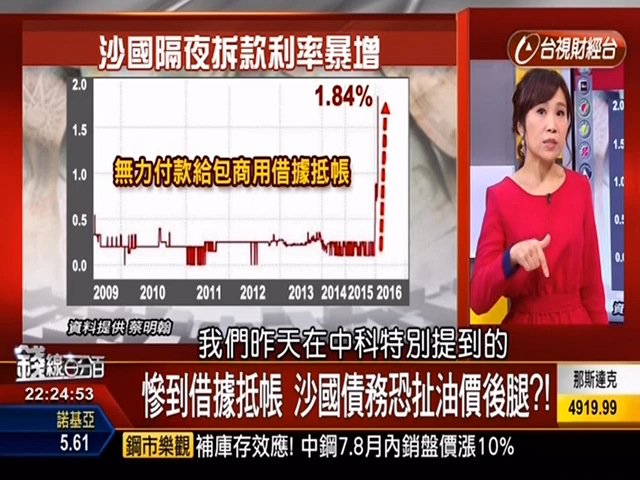 沙國隔夜拆款利率暴增
台視財經台
2.0
1.84%
1.5
無力付款給包商用借據抵帳
1.0
0.5
0.0
2009 2010 2011 2012 2013 2014 2015 2016
資料提供 蔡明翰
我們昨天在中科特別提到的
錢線百分百
22:24:53
慘到借據抵帳 沙國債務恐扯油價後腿?!
那斯達克
4919.99
諾基亞
5.61
鋼市樂觀 補庫存效應! 中鋼7.8月內銷盤價漲10%